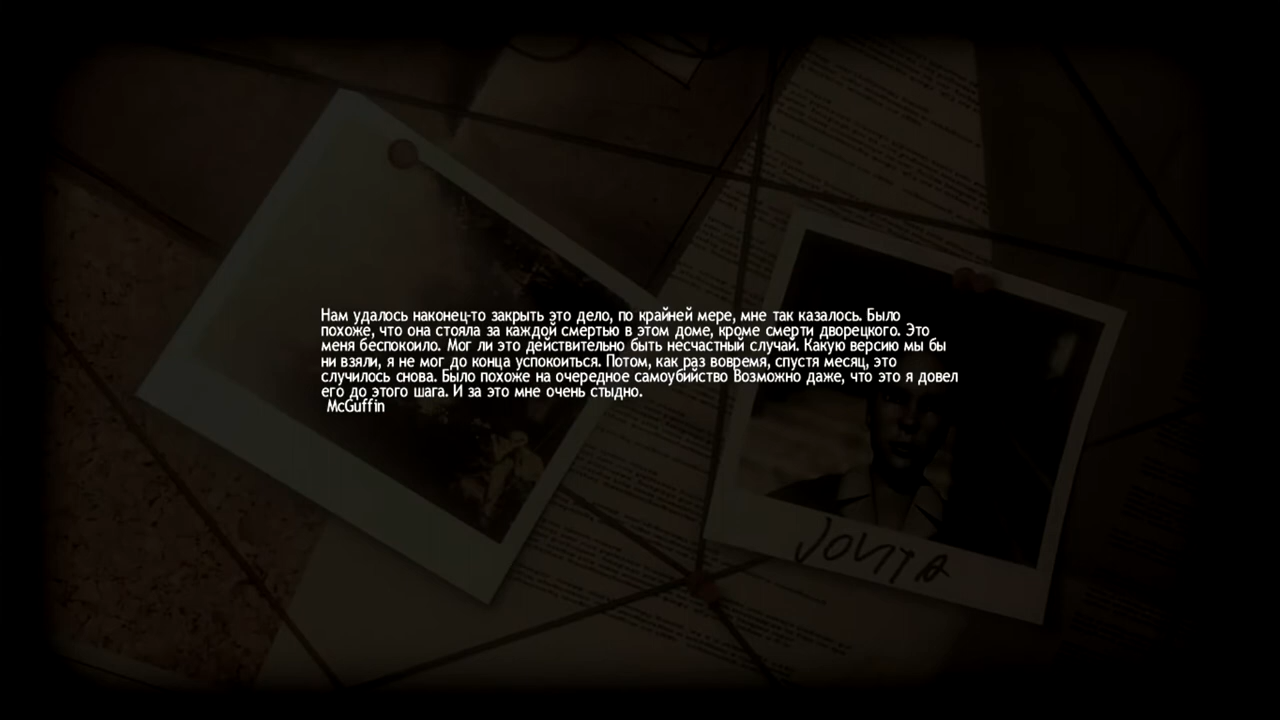 Нам удалось наконец-то закрыть это дело, по крайней мере, мне так казалось. Было
похоже, что она стояла за каждой смертью в этом доме, кроме смерти дворецкого. Это
меня беспокоило. Мог ли это действительно быть несчастный случай. Какую версию мы бы
ни взяли, я не мог до конца успокоиться. Потом, как раз вовремя, спустя месяц, это
случилось снова. Было похоже на очередное самоубийство Возможно даже, что это я довел
его до этого шага. И за это мне очень стыдно.
McGuffin